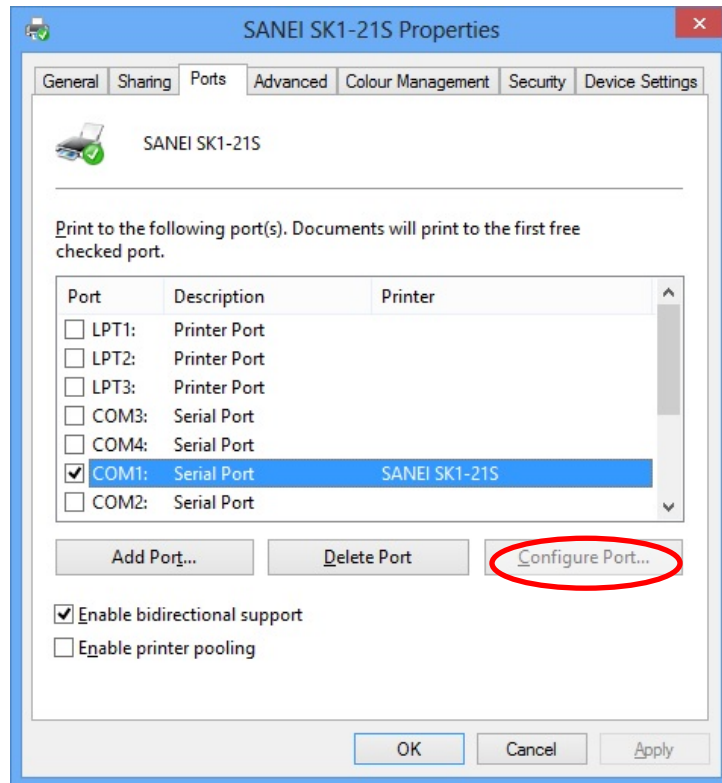 SANEI SK1-21S Properties
General Sharing Ports Advanced Colour Management Security Device Settings
SANEI SK1-21S
Print to the following port(s). Documents will print to the first free
checked port.
Port Description Printer
LPT1: Printer Port
LPT2: Printer Port
LPT3: Printer Port
COM3: Serial Port
COM4: Serial Port
COM1: Serial Port SANEI SK1-21S
COM2: Serial Port
Add Port... Delete Port Configure Port...
Enable bidirectional support
Enable printer pooling
OK Cancel Apply